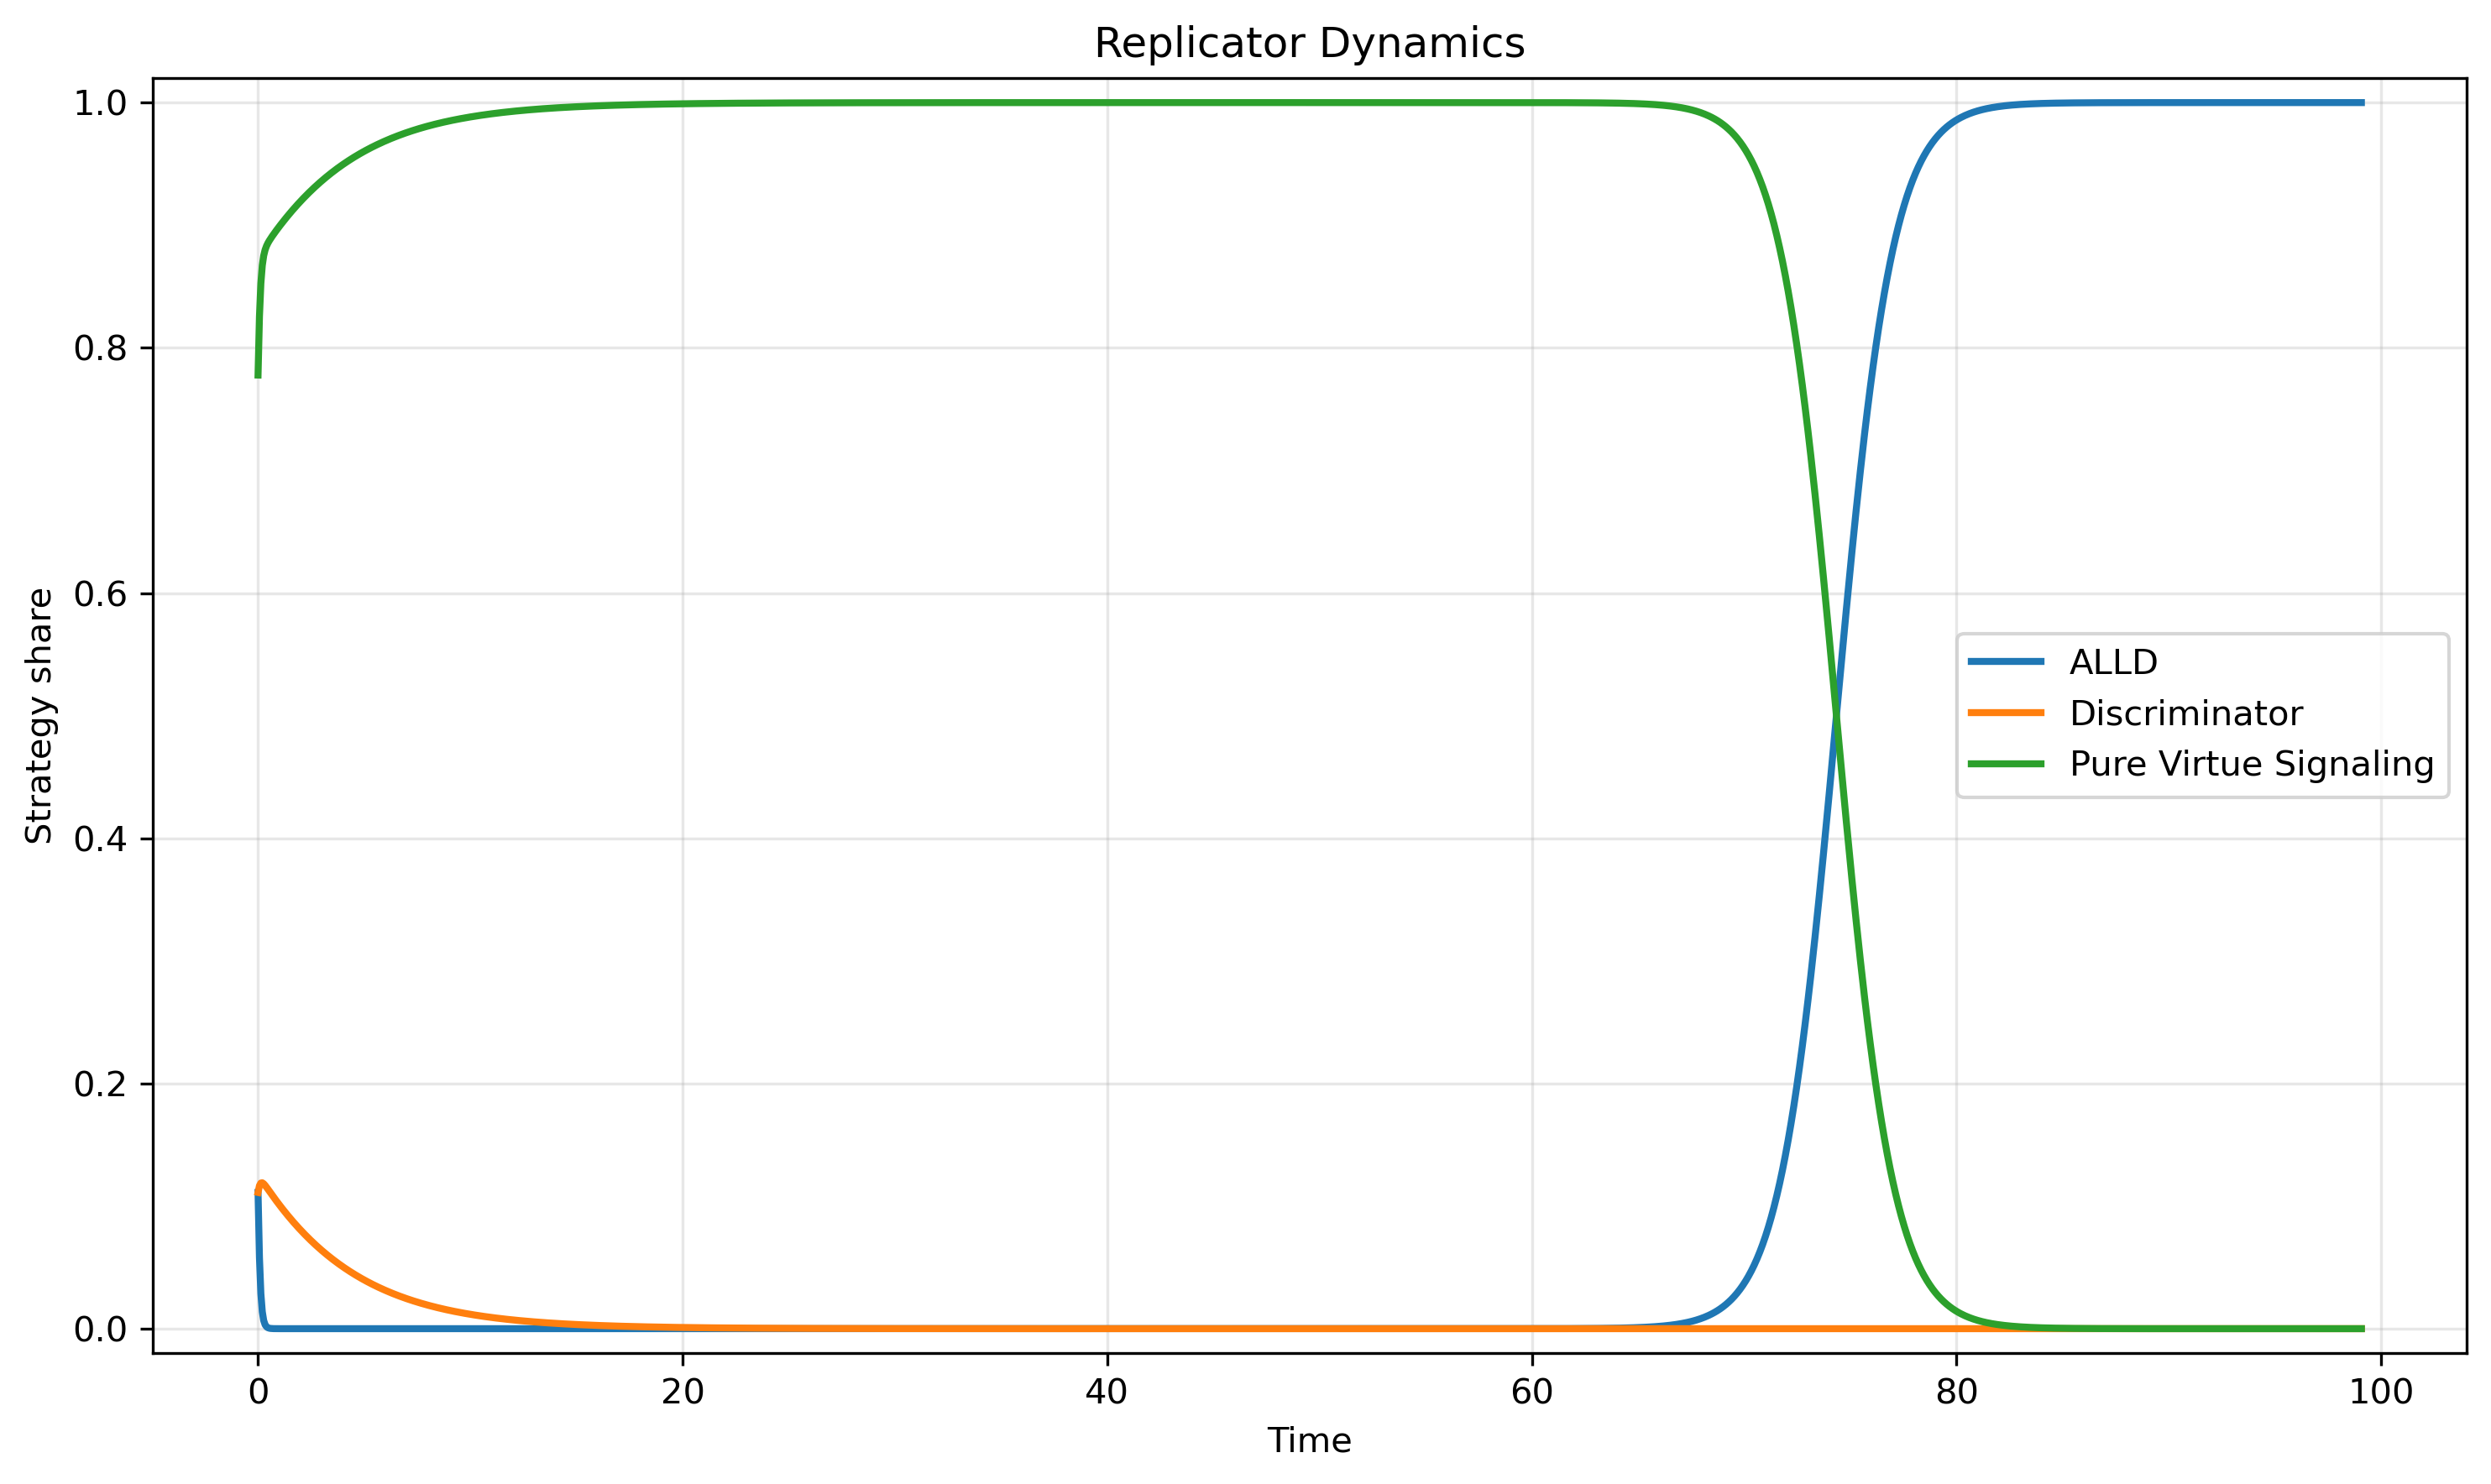 Replicator Dynamics
Strategy share
1.0
0.8
0.6
0.4
0.2
0.0
ALLD
Discriminator
Pure Virtue Signaling
0 20 40 60 80 100
Time